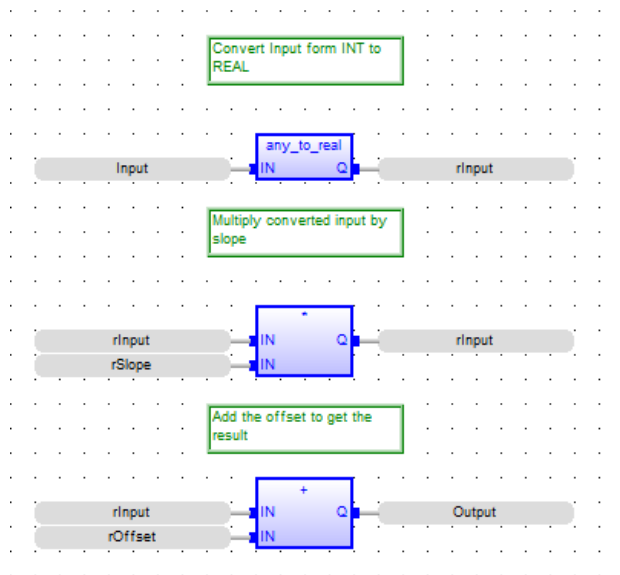 Convert Input form INT to
REAL
any_to_real
Input IN Q rInput
Multiply converted input by
slope
*
rInput IN Q rInput
rSlope IN
Add the offset to get the
result
+
rInput IN Q Output
rOffset IN